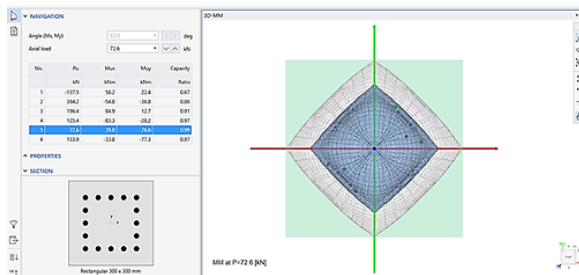 NAVIGATION
Angle (Mx, My) deg
Axial load 72.6 kN
No. Pu Mux Muy Capacity
kN kNm kNm Ratio
1 -137.5 50.2 22.4 0.67
2 394.2 -54.8 -36.8 0.86
3 196.4 84.9 12.7 0.91
4 125.4 -83.3 -28.2 0.97
5 72.6 39.8 76.6 0.99
6 133.9 -33.8 -77.3 0.97
PROPERTIES
SECTION
Rectangular 300 x 300 mm
3D+MM
MM at P=72.6 [kN]